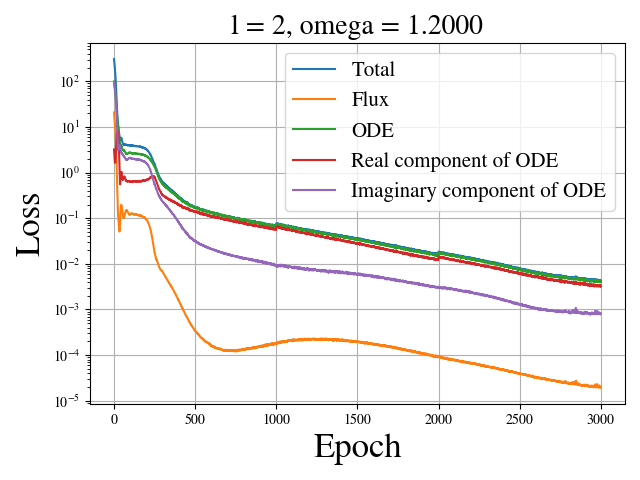 l = 2, omega = 1.2000
Total
Flux
ODE
Real component of ODE
Imaginary component of ODE
Loss
10²
10¹
10⁰
10⁻¹
10⁻²
10⁻³
10⁻⁴
10⁻⁵
0 500 1000 1500 2000 2500 3000
Epoch